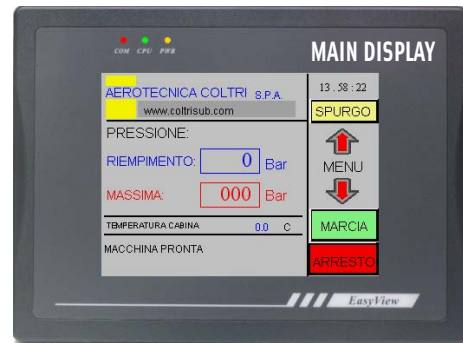 COM CPU PWR
MAIN DISPLAY
AEROTECNICA COLTRI S.P.A.
www.coltrisub.com
PRESSIONE:
RIEMPIMENTO: 0 Bar
MASSIMA: 000 Bar
TEMPERATURA CABINA 0.0 C
MACCHINA PRONTA
13 . 58 : 22
SPURGO
MENU
MARCIA
ARRESTO
EasyView